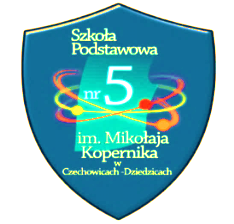 Szkoła
Podstawowa
nr 5
im. Mikołaja
Kopernika
w
Czechowicach -Dziedzicach